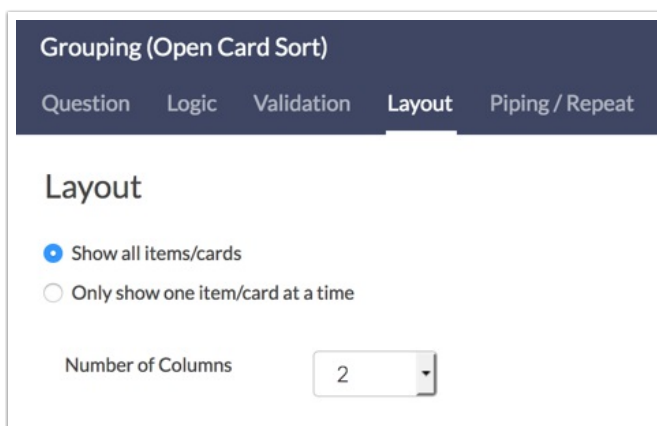 Grouping (Open Card Sort)
Question Logic Validation Layout Piping / Repeat
Layout
Show all items/cards
Only show one item/card at a time
Number of Columns 2